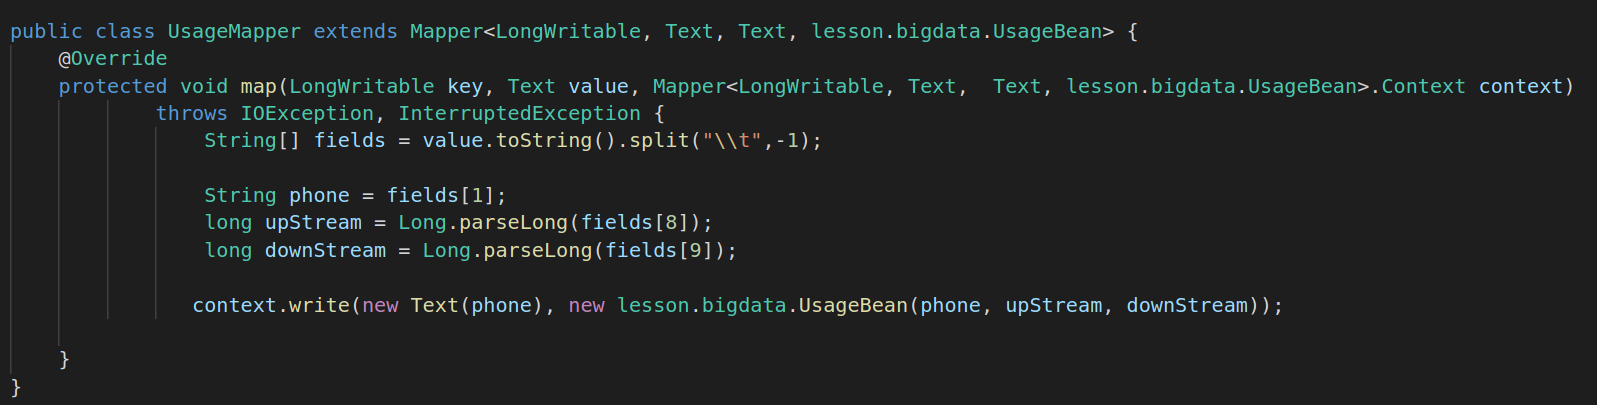 public class UsageMapper extends Mapper<LongWritable, Text, Text, lesson.bigdata.UsageBean> {
@Override
protected void map(LongWritable key, Text value, Mapper<LongWritable, Text,  Text, lesson.bigdata.UsageBean>.Context context)
throws IOException, InterruptedException {
String[] fields = value.toString().split("\\t",-1);
String phone = fields[1];
long upStream = Long.parseLong(fields[8]);
long downStream = Long.parseLong(fields[9]);
context.write(new Text(phone), new lesson.bigdata.UsageBean(phone, upStream, downStream));
}
}